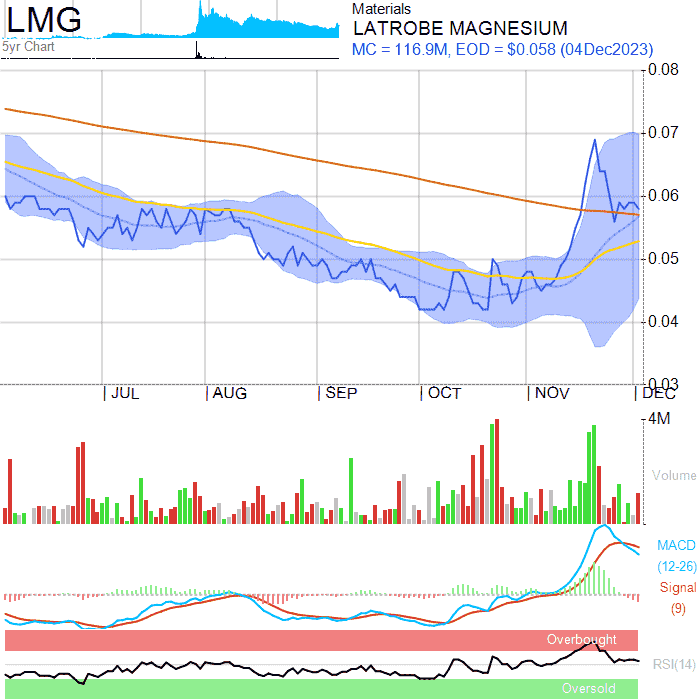 LMG
5yr Chart
Materials
LATROBE MAGNESIUM
MC = 116.9M, EOD = $0.058 (04Dec2023)
0.08
0.07
0.06
0.05
0.04
0.03
JUL AUG SEP OCT NOV DEC
4M
Volume
MACD
(12-26)
Signal
(9)
Overbought
RSI(14)
Oversold